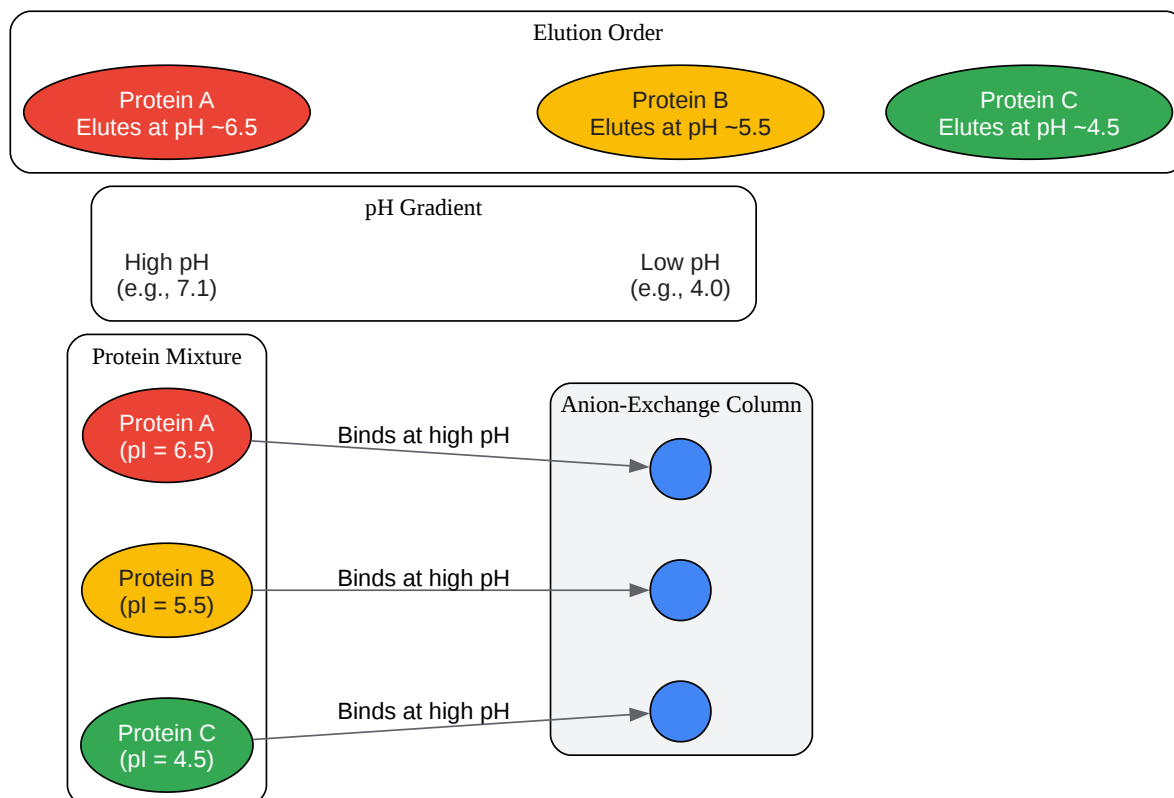 Elution Order
Protein A
Elutes at pH ~6.5
Protein B
Elutes at pH ~5.5
Protein C
Elutes at pH ~4.5
pH Gradient
High pH
(e.g., 7.1)
Low pH
(e.g., 4.0)
Protein Mixture
Protein A
(pI = 6.5)
Protein B
(pI = 5.5)
Protein C
(pI = 4.5)
Binds at high pH
Binds at high pH
Binds at high pH
Anion-Exchange Column